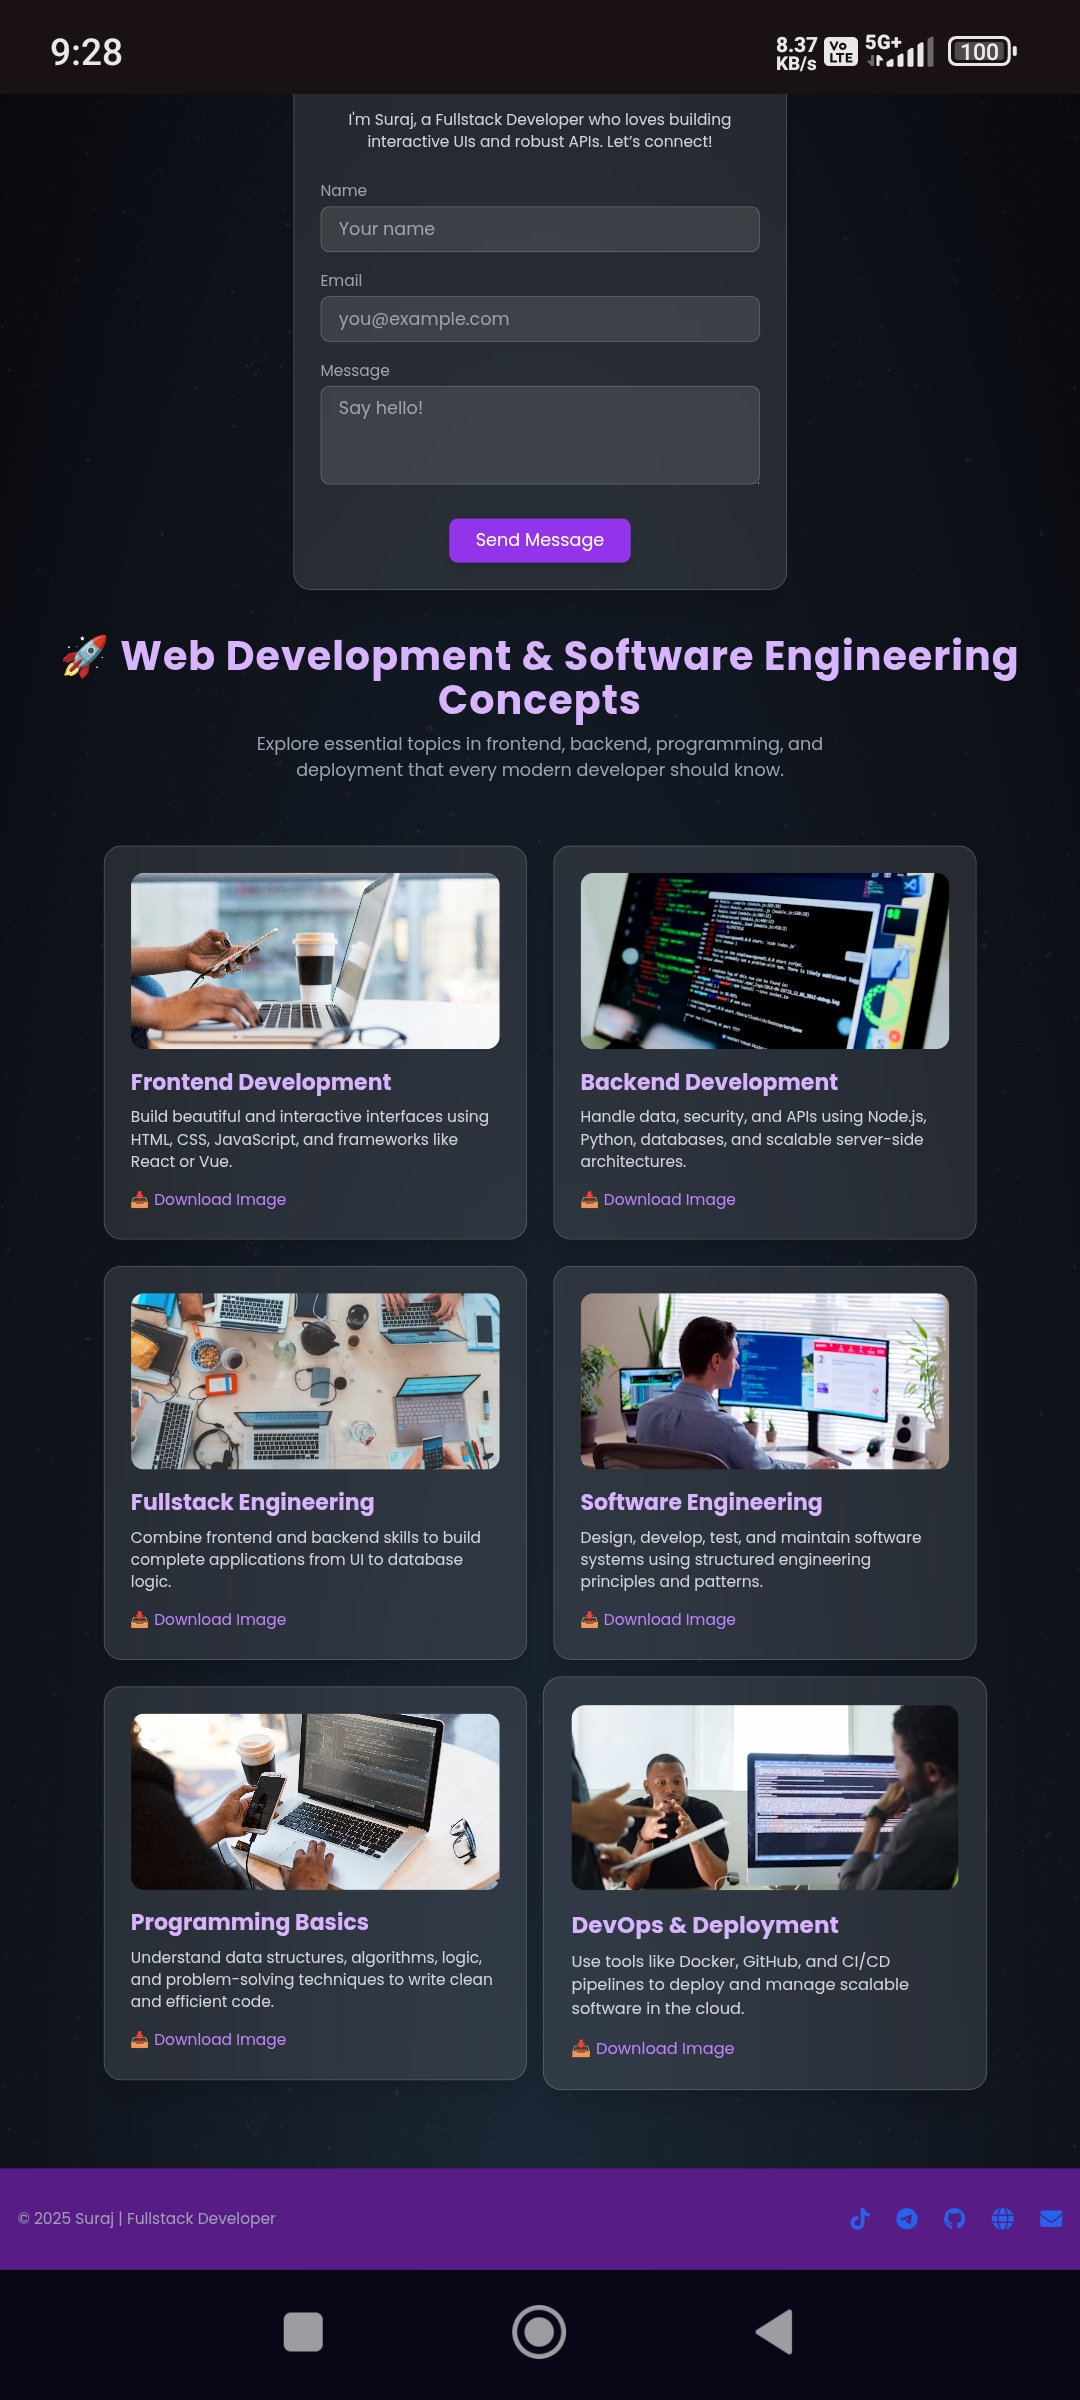 9:28
8.37
KB/s
Vo
LTE
5G+
100
I'm Suraj, a Fullstack Developer who loves building
interactive UIs and robust APIs. Let’s connect!
Name
Your name
Email
you@example.com
Message
Say hello!
Send Message
🚀 Web Development & Software Engineering
Concepts
Explore essential topics in frontend, backend, programming, and
deployment that every modern developer should know.
Frontend Development
Build beautiful and interactive interfaces using
HTML, CSS, JavaScript, and frameworks like
React or Vue.
📥 Download Image
Backend Development
Handle data, security, and APIs using Node.js,
Python, databases, and scalable server-side
architectures.
📥 Download Image
Fullstack Engineering
Combine frontend and backend skills to build
complete applications from UI to database
logic.
📥 Download Image
Software Engineering
Design, develop, test, and maintain software
systems using structured engineering
principles and patterns.
📥 Download Image
Programming Basics
Understand data structures, algorithms, logic,
and problem-solving techniques to write clean
and efficient code.
📥 Download Image
DevOps & Deployment
Use tools like Docker, GitHub, and CI/CD
pipelines to deploy and manage scalable
software in the cloud.
📥 Download Image
© 2025 Suraj | Fullstack Developer